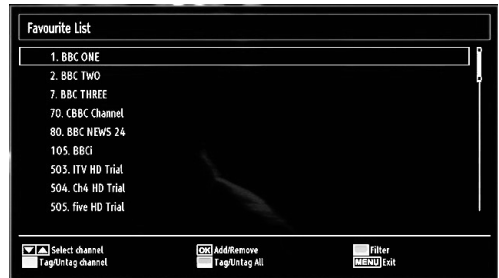 Favourite List
1. BBC ONE
2. BBC TWO
7. BBC THREE
70. CBBC Channel
80. BBC NEWS 24
105. BBCi
503. ITV HD Trial
504. Ch4 HD Trial
505. five HD Trial
Select channel OK Add/Remove Filter
Tag/Untag channel Tag/Untag All MENU Exit